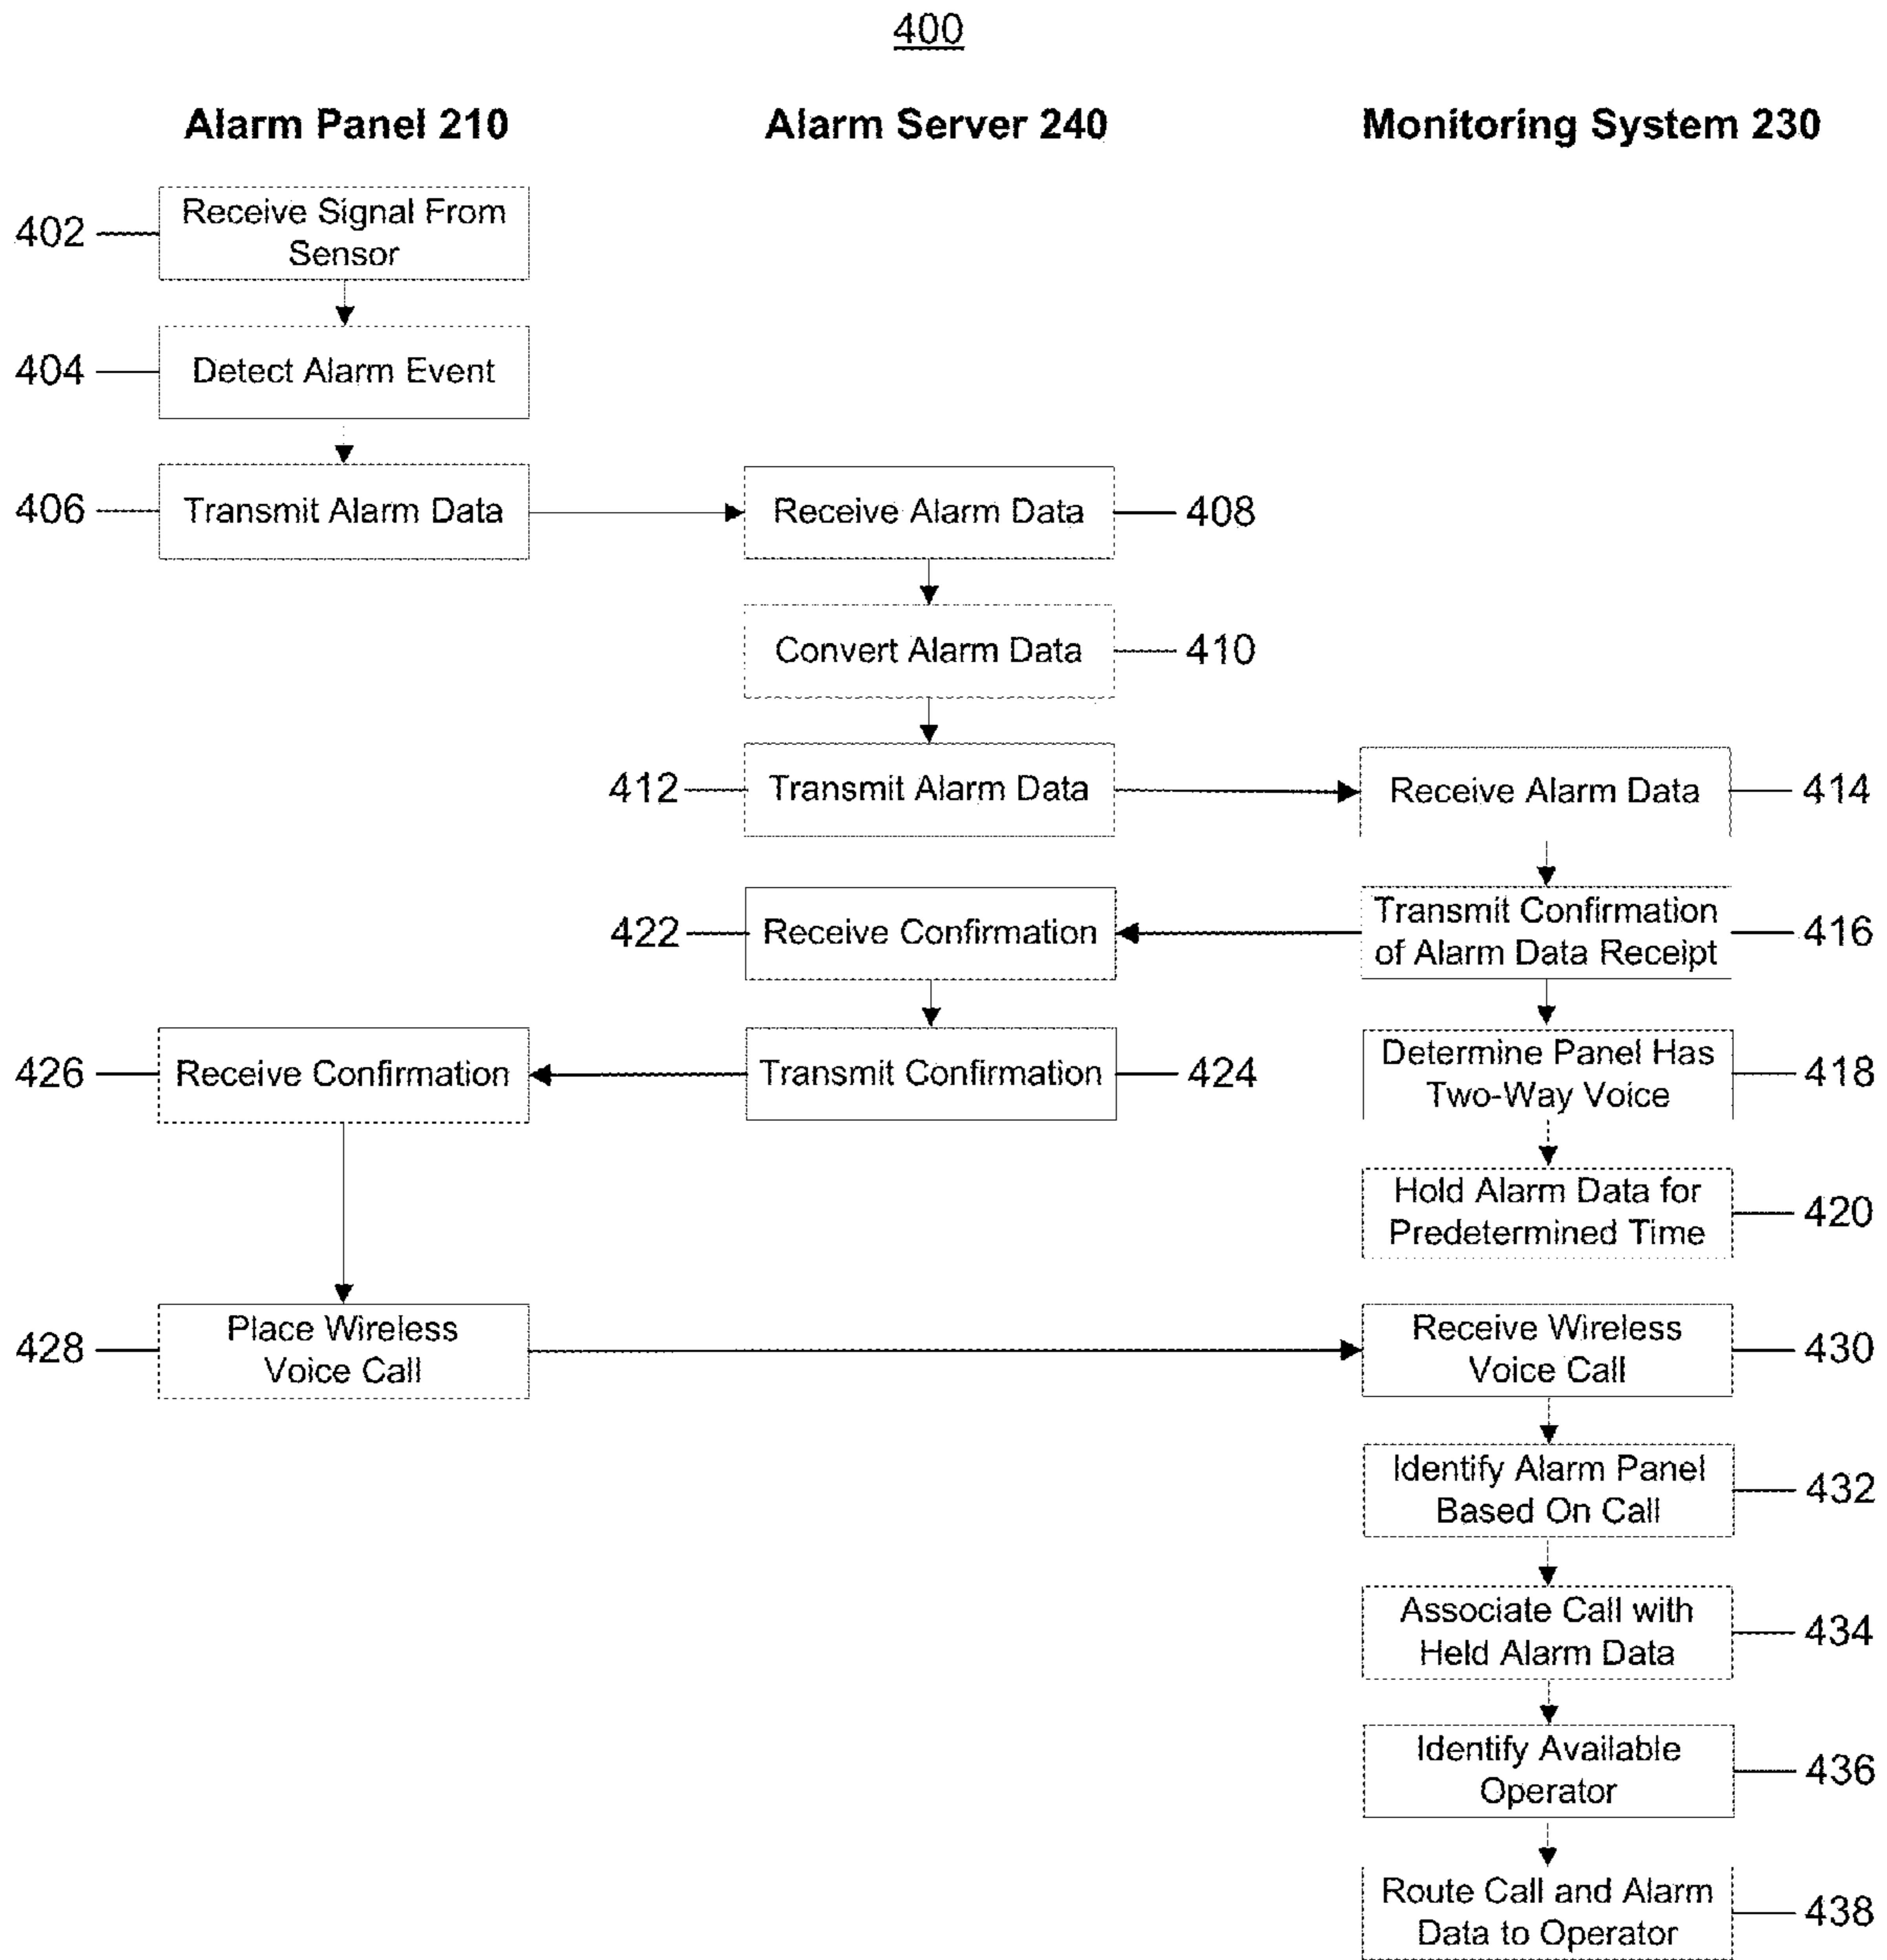 400
Alarm Panel 210
Alarm Server 240
Monitoring System 230
402
Receive Signal From
Sensor
404
Detect Alarm Event
406
Transmit Alarm Data
Receive Alarm Data
408
Convert Alarm Data
410
412
Transmit Alarm Data
Receive Alarm Data
414
422
Receive Confirmation
Transmit Confirmation
of Alarm Data Receipt
416
426
Receive Confirmation
Transmit Confirmation
424
Determine Panel Has
Two-Way Voice
418
Hold Alarm Data for
Predetermined Time
420
428
Place Wireless
Voice Call
Receive Wireless
Voice Call
430
Identify Alarm Panel
Based On Call
432
Associate Call with
Held Alarm Data
434
Identify Available
Operator
436
Route Call and Alarm
Data to Operator
438